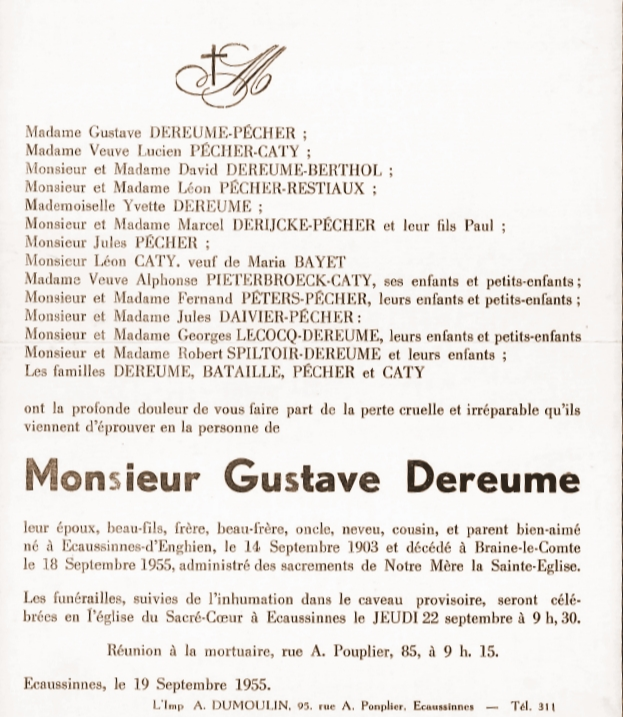 Madame Gustave DEREUME-PÉCHER ;
Madame Veuve Lucien PÉCHER-CATY ;
Monsieur et Madame David DEREUME-BERTHOL ;
Monsieur et Madame Léon PÉCHER-RESTIAUX ;
Mademoiselle Yvette DEREUME ;
Monsieur et Madame Marcel DERIJCKE-PÉCHER et leur fils Paul ;
Monsieur Jules PÉCHER ;
Monsieur Léon CATY. veuf de Maria BAYET
Madame Veuve Alphonse PIETERBROECK-CATY, ses enfants et petits-enfants ;
Monsieur et Madame Fernand PÉTERS-PÉCHER, leurs enfants et petits-enfants ;
Monsieur et Madame Jules DAIVIER-PÉCHER :
Monsieur et Madame Georges LECOCQ-DEREUME, leurs enfants et petits-enfants
Monsieur et Madame Robert SPILTOIR-DEREUME et leurs enfants ;
Les familles DEREUME, BATAILLE, PÉCHER et CATY
ont la profonde douleur de vous faire part de la perte cruelle et irréparable qu'ils
viennent d'éprouver en la personne de
Monsieur Gustave Dereume
leur époux, beau-fils, frère, beau-frère, oncle, neveu, cousin, et parent bien-aimé
né à Ecaussinnes-d'Enghien, le 14 Septembre 1903 et décédé à Braine-le-Comte
le 18 Septembre 1955, administré des sacrements de Notre Mère la Sainte-Eglise.
Les funérailles, suivies de l'inhumation dans le caveau provisoire, seront célé-
brées en l'église du Sacré-Cœur à Ecaussinnes le JEUDI 22 septembre à 9 h, 30.
Réunion à la mortuaire, rue A. Pouplier, 85, à 9 h. 15.
Ecaussinnes, le 19 Septembre 1955.
L'Imp A. DUMOULIN, 95, rue A. Ponplier. Ecaussinnes — Tél. 311